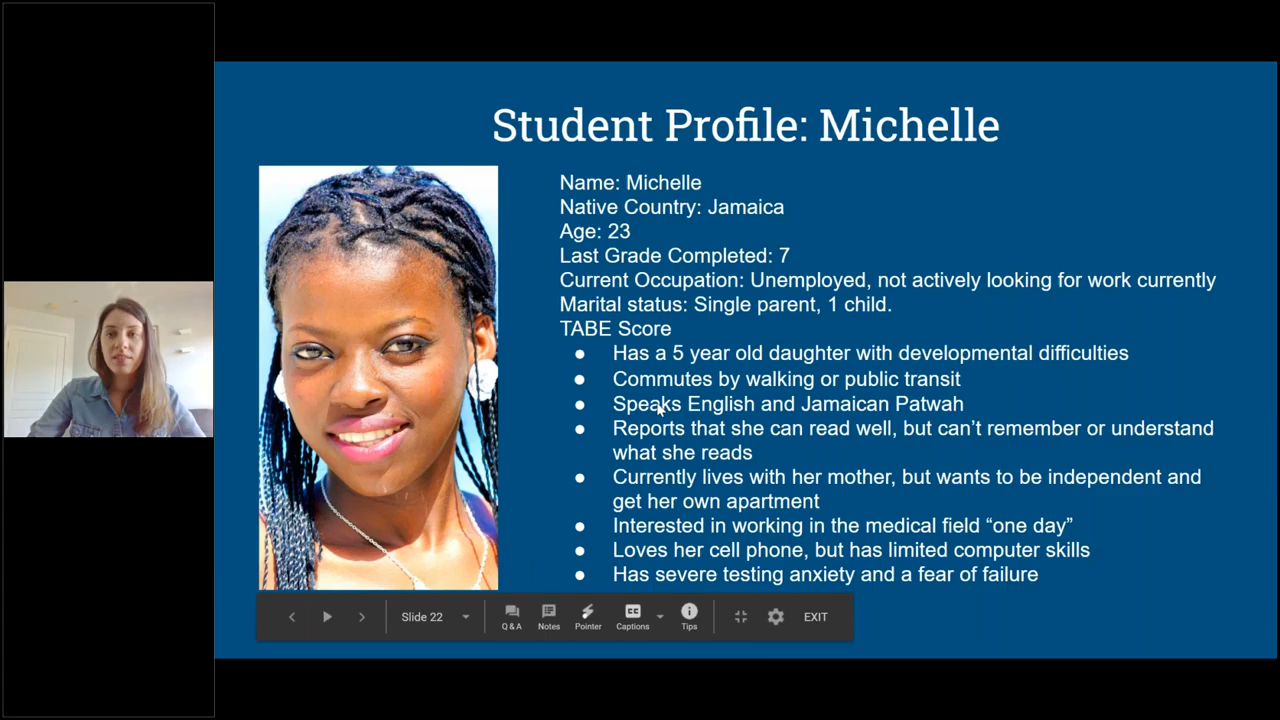 Student Profile: Michelle
Name: Michelle
Native Country: Jamaica
Age: 23
Last Grade Completed: 7
Current Occupation: Unemployed, not actively looking for work currently
Marital status: Single parent, 1 child.
TABE Score
● Has a 5 year old daughter with developmental difficulties
● Commutes by walking or public transit
● Speaks English and Jamaican Patwah
● Reports that she can read well, but can’t remember or understand
what she reads
● Currently lives with her mother, but wants to be independent and
get her own apartment
● Interested in working in the medical field “one day”
● Loves her cell phone, but has limited computer skills
● Has severe testing anxiety and a fear of failure
Slide 22 Q & A Notes Pointer CC Captions Tips EXIT